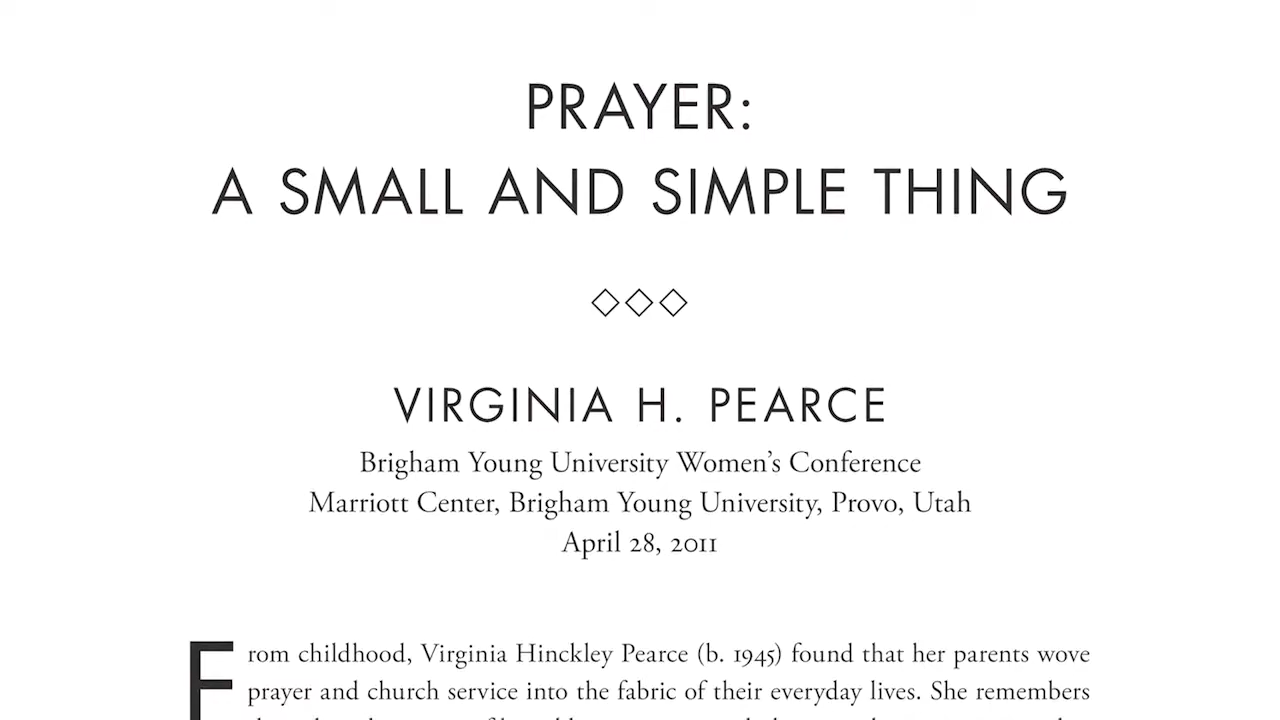 PRAYER:
A SMALL AND SIMPLE THING
VIRGINIA H. PEARCE
Brigham Young University Women’s Conference
Marriott Center, Brigham Young University, Provo, Utah
April 28, 2011
From childhood, Virginia Hinckley Pearce (b. 1945) found that her parents wove
prayer and church service into the fabric of their everyday lives. She remembers